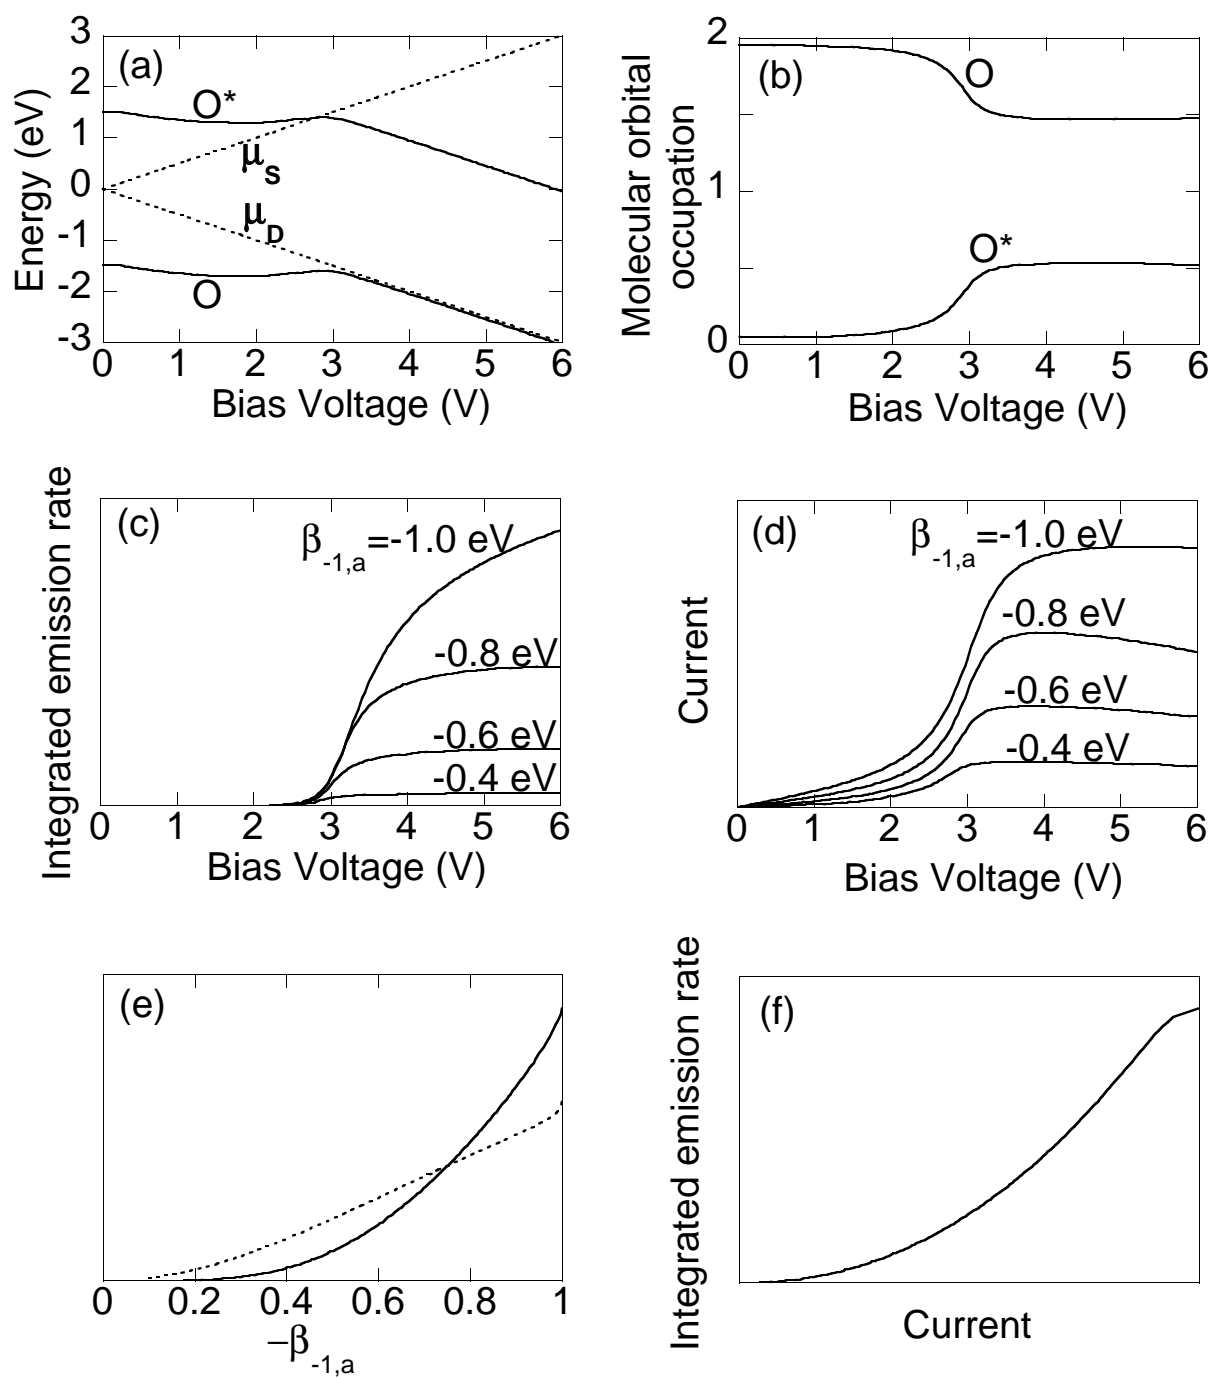 (a)
3
2
1
0
-1
-2
-3
Energy (eV)
O*
μS
μD
O
0 1 2 3 4 5 6
Bias Voltage (V)
(b)
2
1
0
Molecular orbital
occupation
O
O*
0 1 2 3 4 5 6
Bias Voltage (V)
(c)
Integrated emission rate
β-1,a=-1.0 eV
-0.8 eV
-0.6 eV
-0.4 eV
0 1 2 3 4 5 6
Bias Voltage (V)
(d)
Current
β-1,a=-1.0 eV
-0.8 eV
-0.6 eV
-0.4 eV
0 1 2 3 4 5 6
Bias Voltage (V)
(e)
0 0.2 0.4 0.6 0.8 1
−β-1,a
(f)
Integrated emission rate
Current